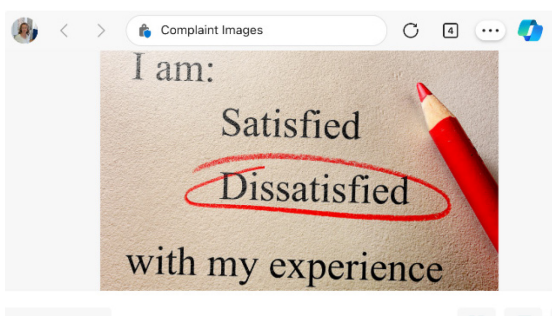 Complaint Images
4
I am:
Satisfied
Dissatisfied
with my experience